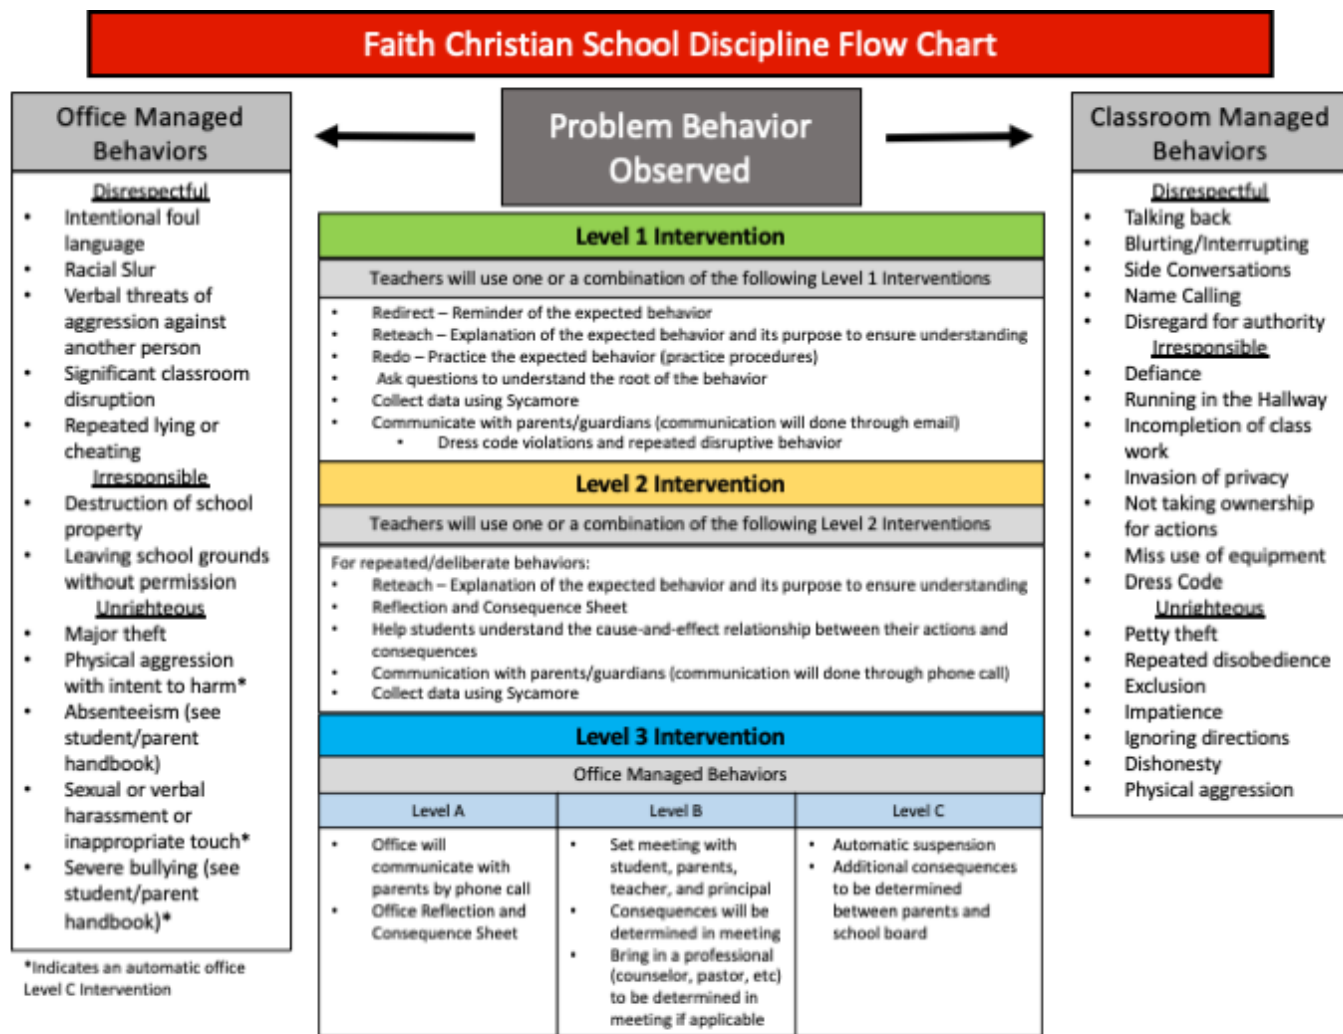 Faith Christian School Discipline Flow Chart
Office Managed
Behaviors
Disrespectful
• Intentional foul
language
• Racial Slur
• Verbal threats of
aggression against
another person
• Significant classroom
disruption
• Repeated lying or
cheating
Irresponsible
• Destruction of school
property
• Leaving school grounds
without permission
Unrighteous
• Major theft
• Physical aggression
with intent to harm*
• Absenteeism (see
student/parent
handbook)
• Sexual or verbal
harassment or
inappropriate touch*
• Severe bullying (see
student/parent
handbook)*
*Indicates an automatic office
Level C Intervention
Problem Behavior
Observed
Level 1 Intervention
Teachers will use one or a combination of the following Level 1 Interventions
• Redirect – Reminder of the expected behavior
• Reteach – Explanation of the expected behavior and its purpose to ensure understanding
• Redo – Practice the expected behavior (practice procedures)
• Ask questions to understand the root of the behavior
• Collect data using Sycamore
• Communicate with parents/guardians (communication will done through email)
• Dress code violations and repeated disruptive behavior
Level 2 Intervention
Teachers will use one or a combination of the following Level 2 Interventions
For repeated/deliberate behaviors:
• Reteach – Explanation of the expected behavior and its purpose to ensure understanding
• Reflection and Consequence Sheet
• Help students understand the cause-and-effect relationship between their actions and
consequences
• Communication with parents/guardians (communication will done through phone call)
• Collect data using Sycamore
Level 3 Intervention
Office Managed Behaviors
Level A
• Office will
communicate with
parents by phone call
• Office Reflection and
Consequence Sheet
Level B
• Set meeting with
student, parents,
teacher, and principal
• Consequences will be
determined in meeting
• Bring in a professional
(counselor, pastor, etc)
to be determined in
meeting if applicable
Level C
• Automatic suspension
• Additional consequences
to be determined
between parents and
school board
Classroom Managed
Behaviors
Disrespectful
• Talking back
• Blurting/Interrupting
• Side Conversations
• Name Calling
• Disregard for authority
Irresponsible
• Defiance
• Running in the Hallway
• Incompletion of class
work
• Invasion of privacy
• Not taking ownership
for actions
• Miss use of equipment
• Dress Code
Unrighteous
• Petty theft
• Repeated disobedience
• Exclusion
• Impatience
• Ignoring directions
• Dishonesty
• Physical aggression